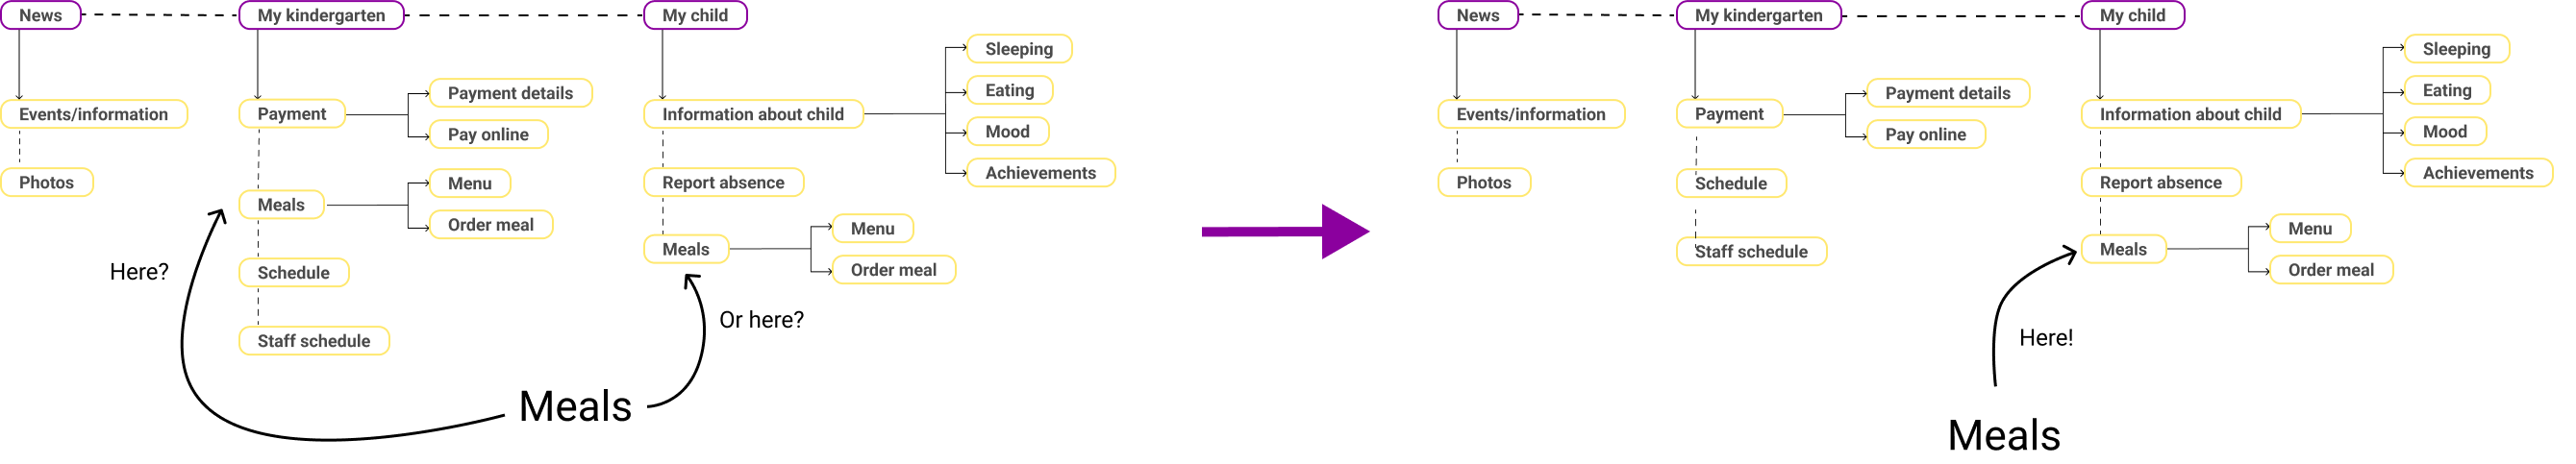 News
My kindergarten
My child
Events/information
Photos
Payment
Payment details
Pay online
Meals
Menu
Order meal
Schedule
Staff schedule
Information about child
Sleeping
Eating
Mood
Achievements
Report absence
Meals
Menu
Order meal
Here?
Or here?
Meals
News
My kindergarten
My child
Events/information
Photos
Payment
Payment details
Pay online
Schedule
Staff schedule
Information about child
Sleeping
Eating
Mood
Achievements
Report absence
Meals
Menu
Order meal
Here!
Meals